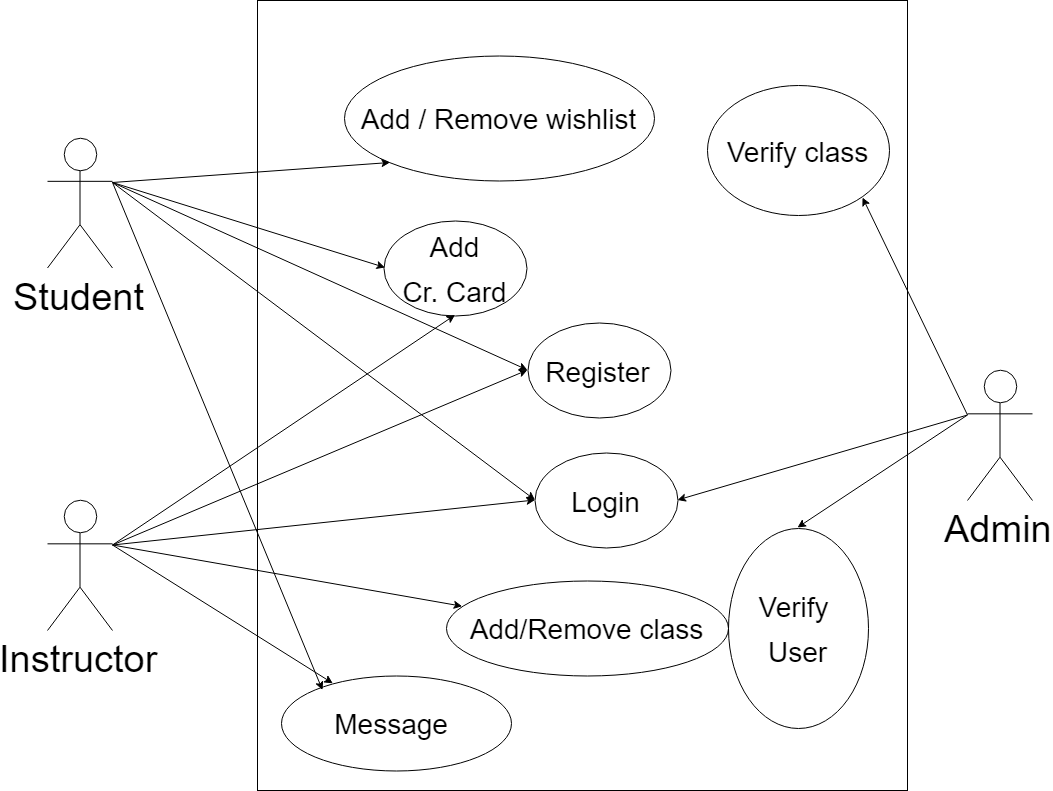 Add / Remove wishlist
Verify class
Add
Cr. Card
Student
Register
Login
Admin
Add/Remove class
Verify
User
Instructor
Message